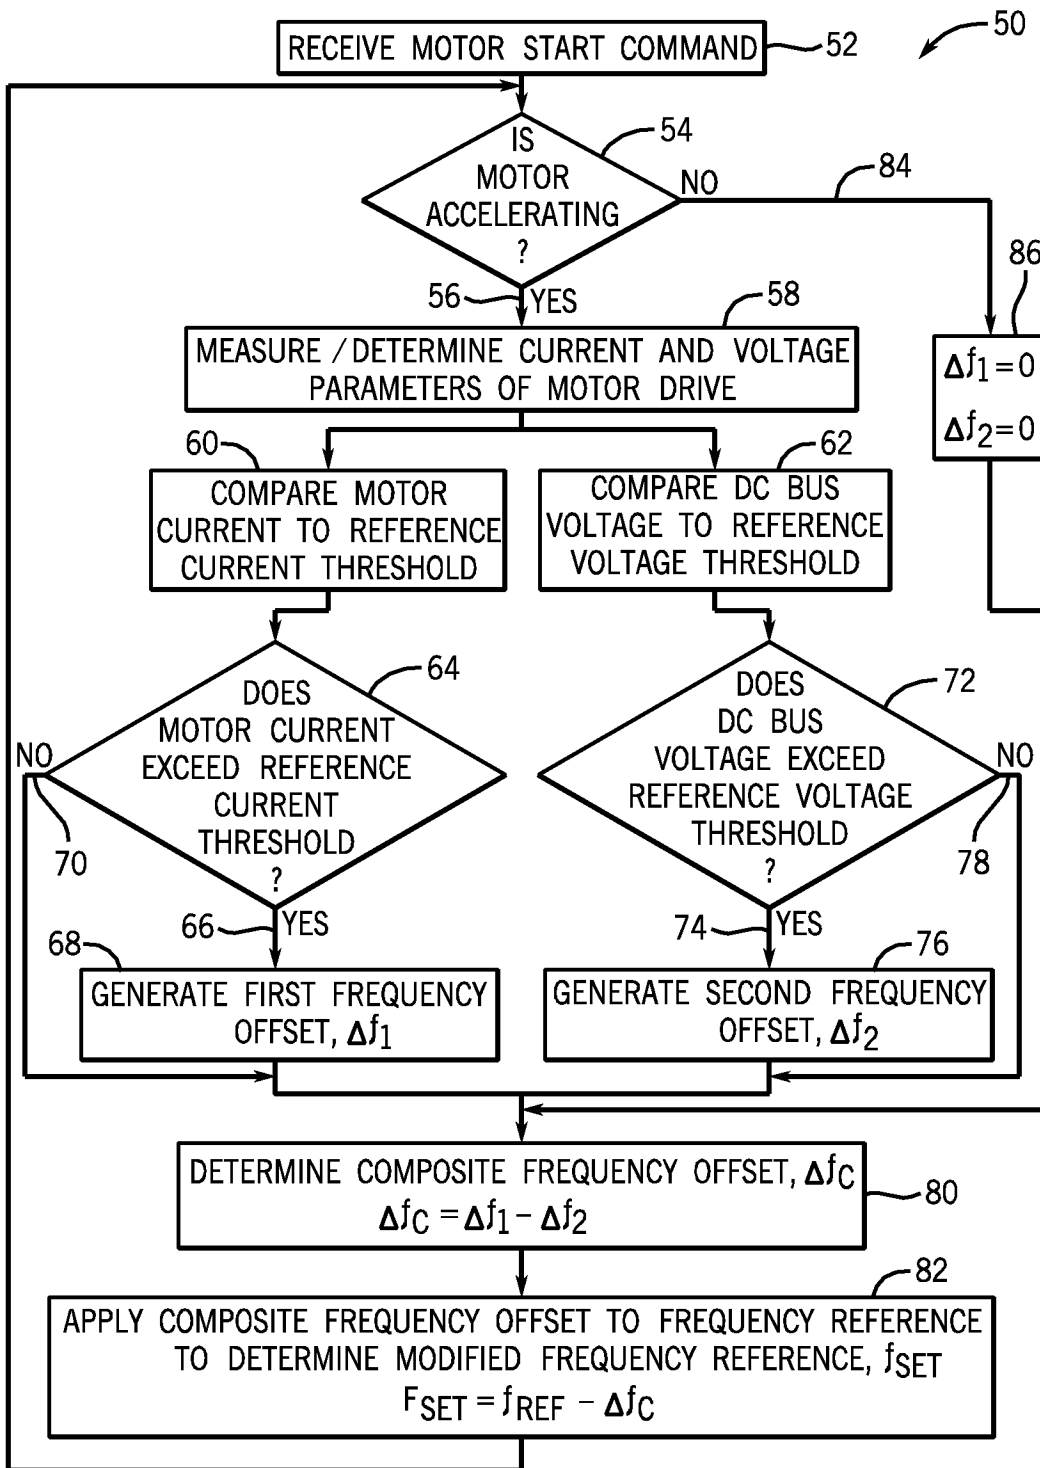 50
RECEIVE MOTOR START COMMAND
52
IS
MOTOR
ACCELERATING
?
54
NO
84
86
Δf1 = 0
Δf2 = 0
56
YES
58
MEASURE / DETERMINE CURRENT AND VOLTAGE
PARAMETERS OF MOTOR DRIVE
60
COMPARE MOTOR
CURRENT TO REFERENCE
CURRENT THRESHOLD
62
COMPARE DC BUS
VOLTAGE TO REFERENCE
VOLTAGE THRESHOLD
64
DOES
MOTOR CURRENT
EXCEED REFERENCE
CURRENT
THRESHOLD
?
NO
70
72
DOES
DC BUS
VOLTAGE EXCEED
REFERENCE VOLTAGE
THRESHOLD
?
NO
78
66
YES
74
YES
68
GENERATE FIRST FREQUENCY
OFFSET, Δf1
76
GENERATE SECOND FREQUENCY
OFFSET, Δf2
DETERMINE COMPOSITE FREQUENCY OFFSET, ΔfC
ΔfC = Δf1 − Δf2
80
82
APPLY COMPOSITE FREQUENCY OFFSET TO FREQUENCY REFERENCE
TO DETERMINE MODIFIED FREQUENCY REFERENCE, fSET
FSET = fREF − ΔfC